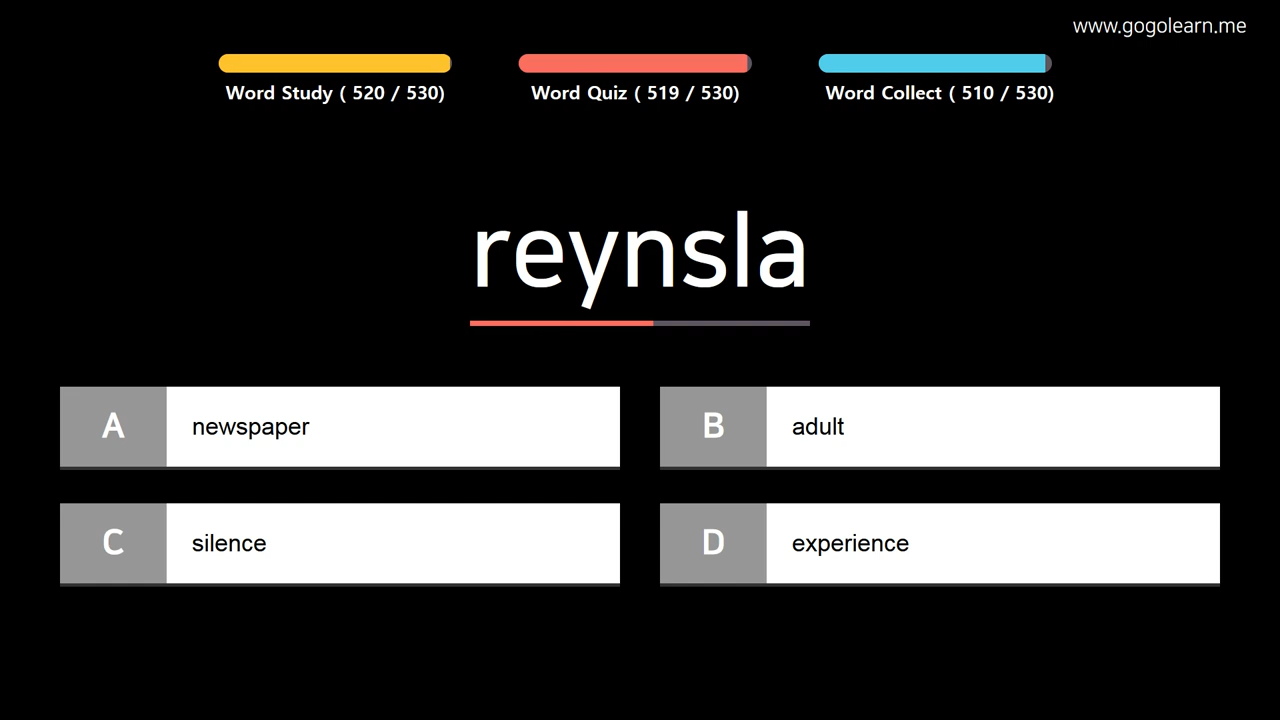 www.gogolearn.me
Word Study ( 520 / 530)
Word Quiz ( 519 / 530)
Word Collect ( 510 / 530)
reynsla
A newspaper
B adult
C silence
D experience